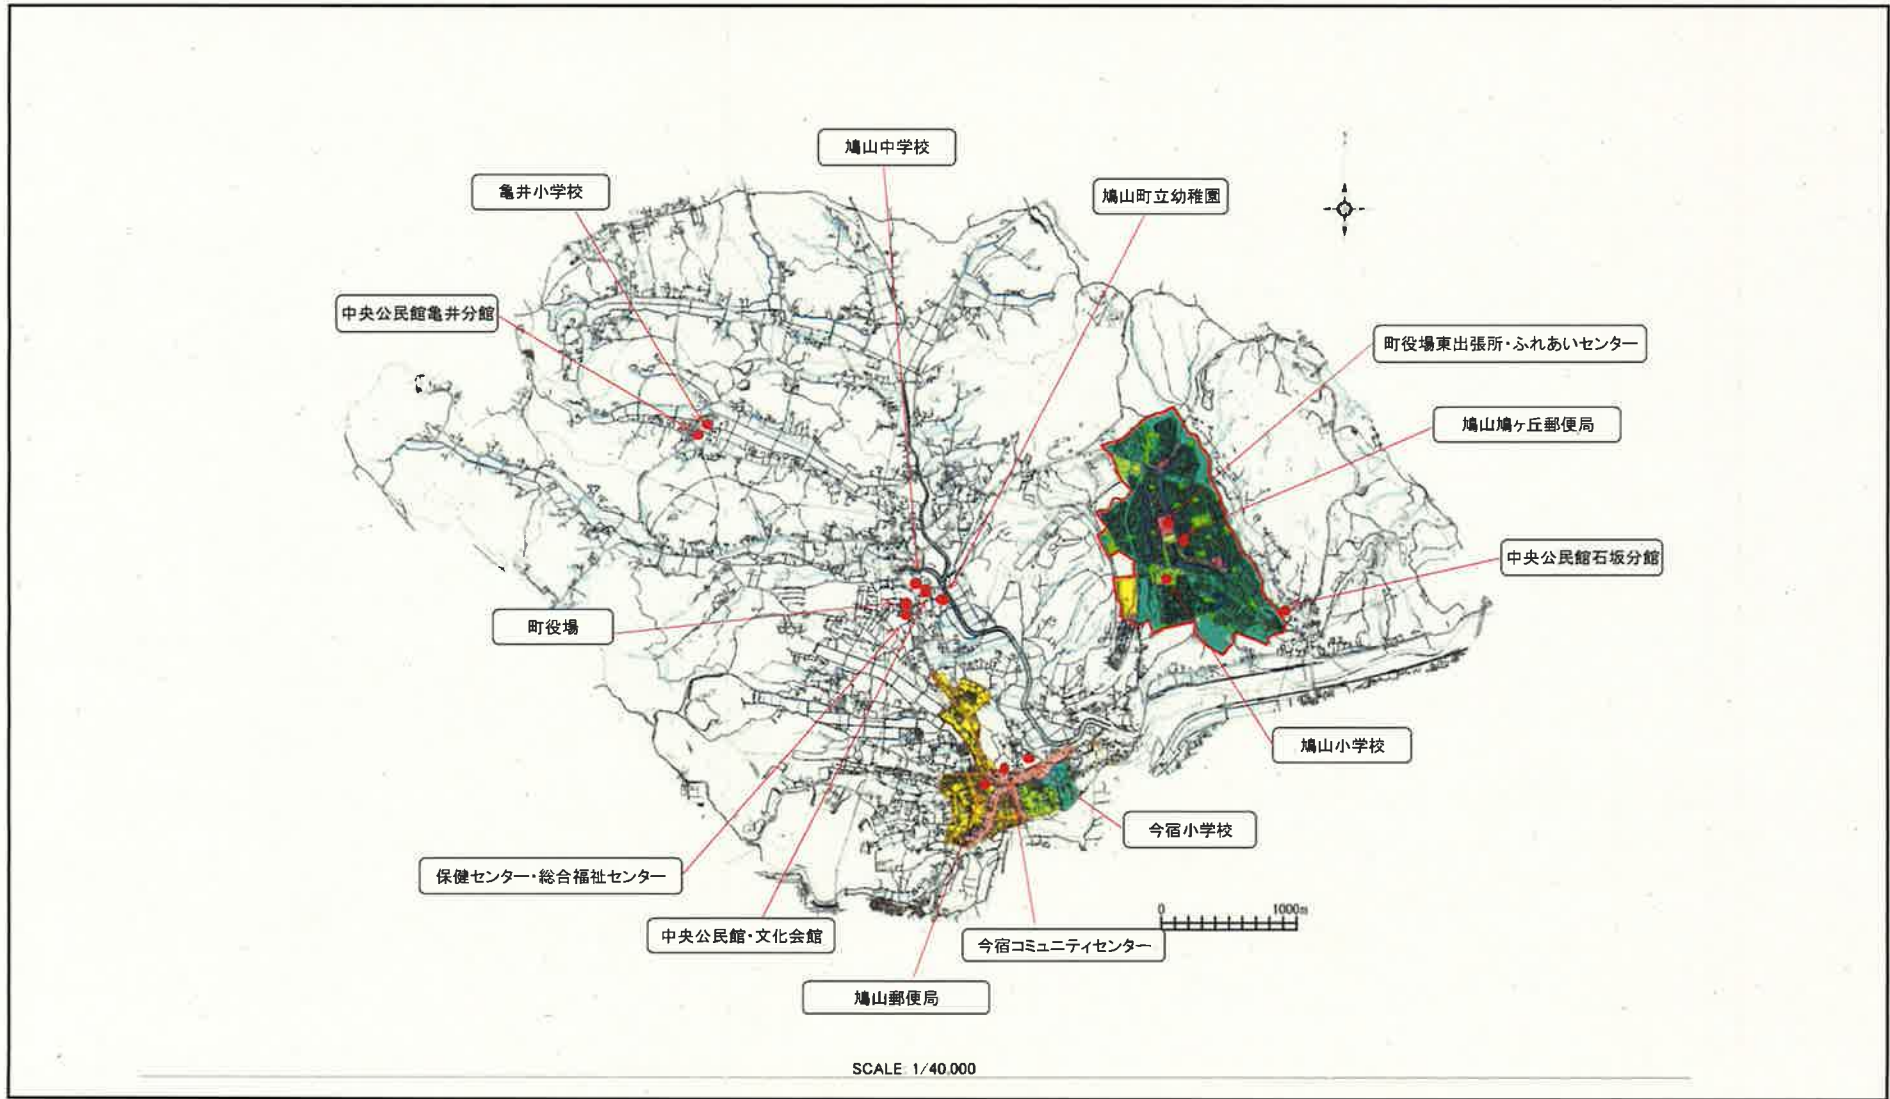 鳩山中学校
亀井小学校
鳩山町立幼稚園
中央公民館亀井分館
町役場東出張所・ふれあいセンター
鳩山鳩ヶ丘郵便局
中央公民館石坂分館
町役場
鳩山小学校
今宿小学校
保健センター・総合福祉センター
中央公民館・文化会館
今宿コミュニティセンター
0 1000m
鳩山郵便局
SCALE 1/40,000